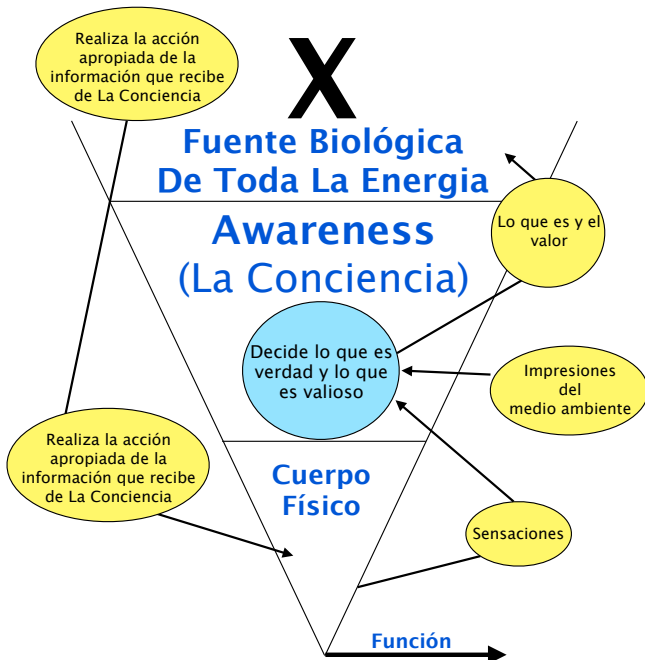 Realiza la acción
apropiada de la
información que recibe
de La Conciencia
X
Fuente Biológica
De Toda La Energia
Awareness
(La Conciencia)
Lo que es y el
valor
Decide lo que es
verdad y lo que
es valioso
Impresiones
del
medio ambiente
Realiza la acción
apropiada de la
información que recibe
de La Conciencia
Cuerpo
Físico
Sensaciones
Función